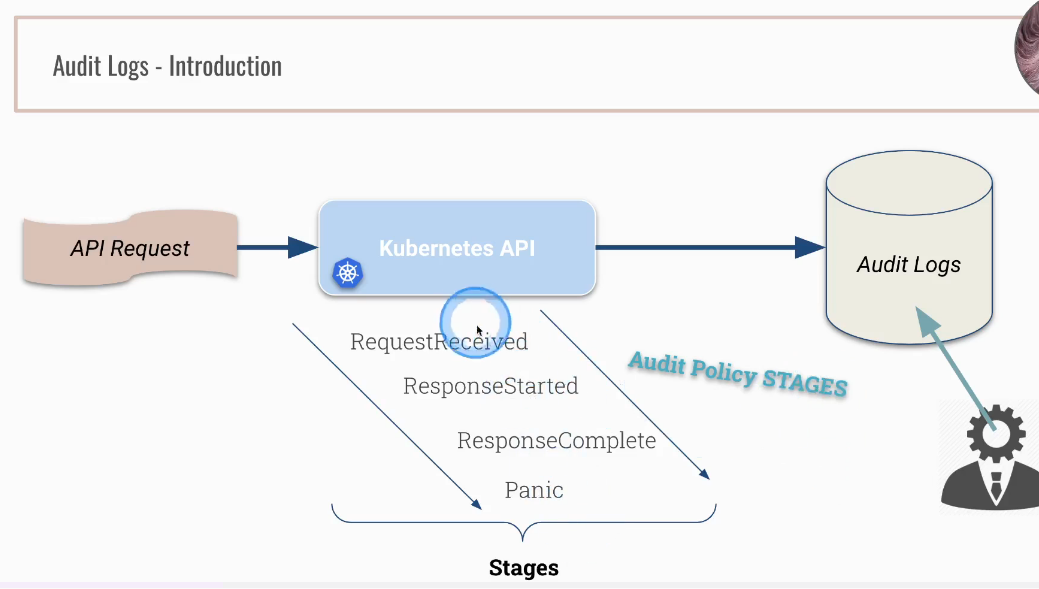 Audit Logs - Introduction
API Request
Kubernetes API
Audit Logs
RequestReceived
Audit Policy STAGES
ResponseStarted
ResponseComplete
Panic
Stages